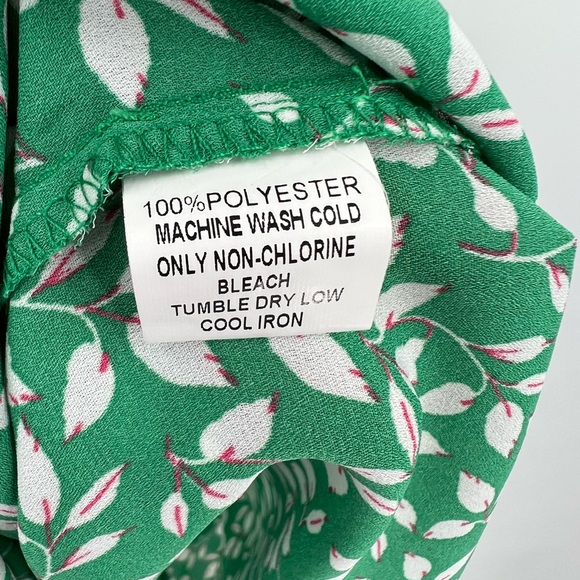 100%POLYESTER
MACHINE WASH COLD
ONLY NON-CHLORINE
BLEACH
TUMBLE DRY LOW
COOL IRON